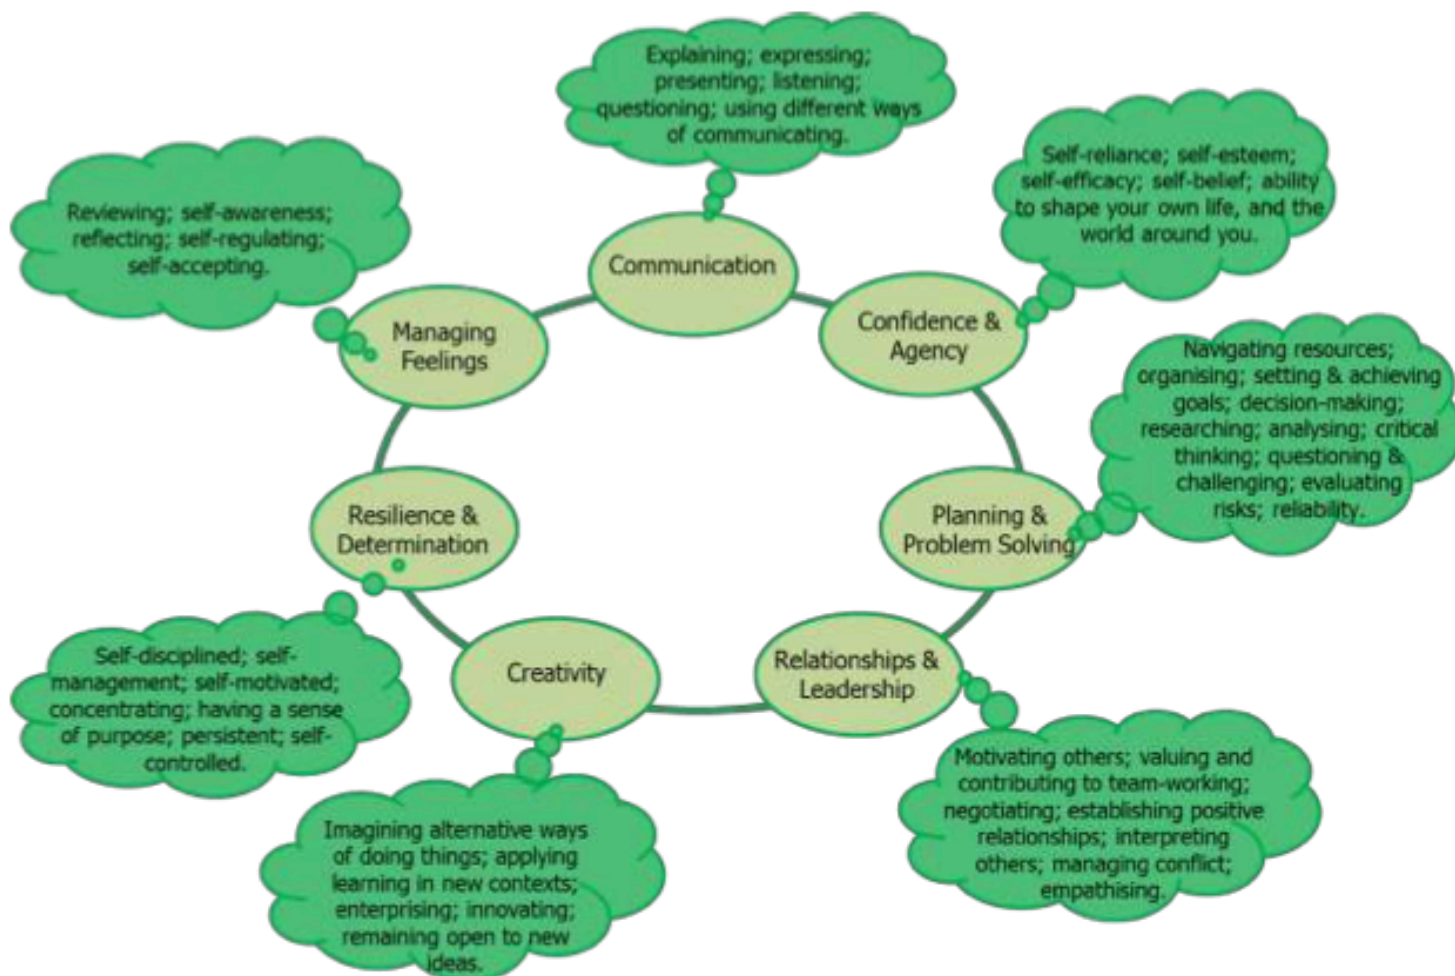 Explaining; expressing;
presenting; listening;
questioning; using different ways
of communicating.
Communication
Self-reliance; self-esteem;
self-efficacy; self-belief; ability
to shape your own life, and the
world around you.
Confidence &
Agency
Navigating resources;
organising; setting & achieving
goals; decision-making;
researching; analysing; critical
thinking; questioning &
challenging; evaluating
risks; reliability.
Planning &
Problem Solving
Relationships &
Leadership
Motivating others; valuing and
contributing to team-working;
negotiating; establishing positive
relationships; interpreting
others; managing conflict;
empathising.
Creativity
Imagining alternative ways
of doing things; applying
learning in new contexts;
enterprising; innovating;
remaining open to new
ideas.
Resilience &
Determination
Self-disciplined; self-
management; self-motivated;
concentrating; having a sense
of purpose; persistent; self-
controlled.
Managing
Feelings
Reviewing; self-awareness;
reflecting; self-regulating;
self-accepting.